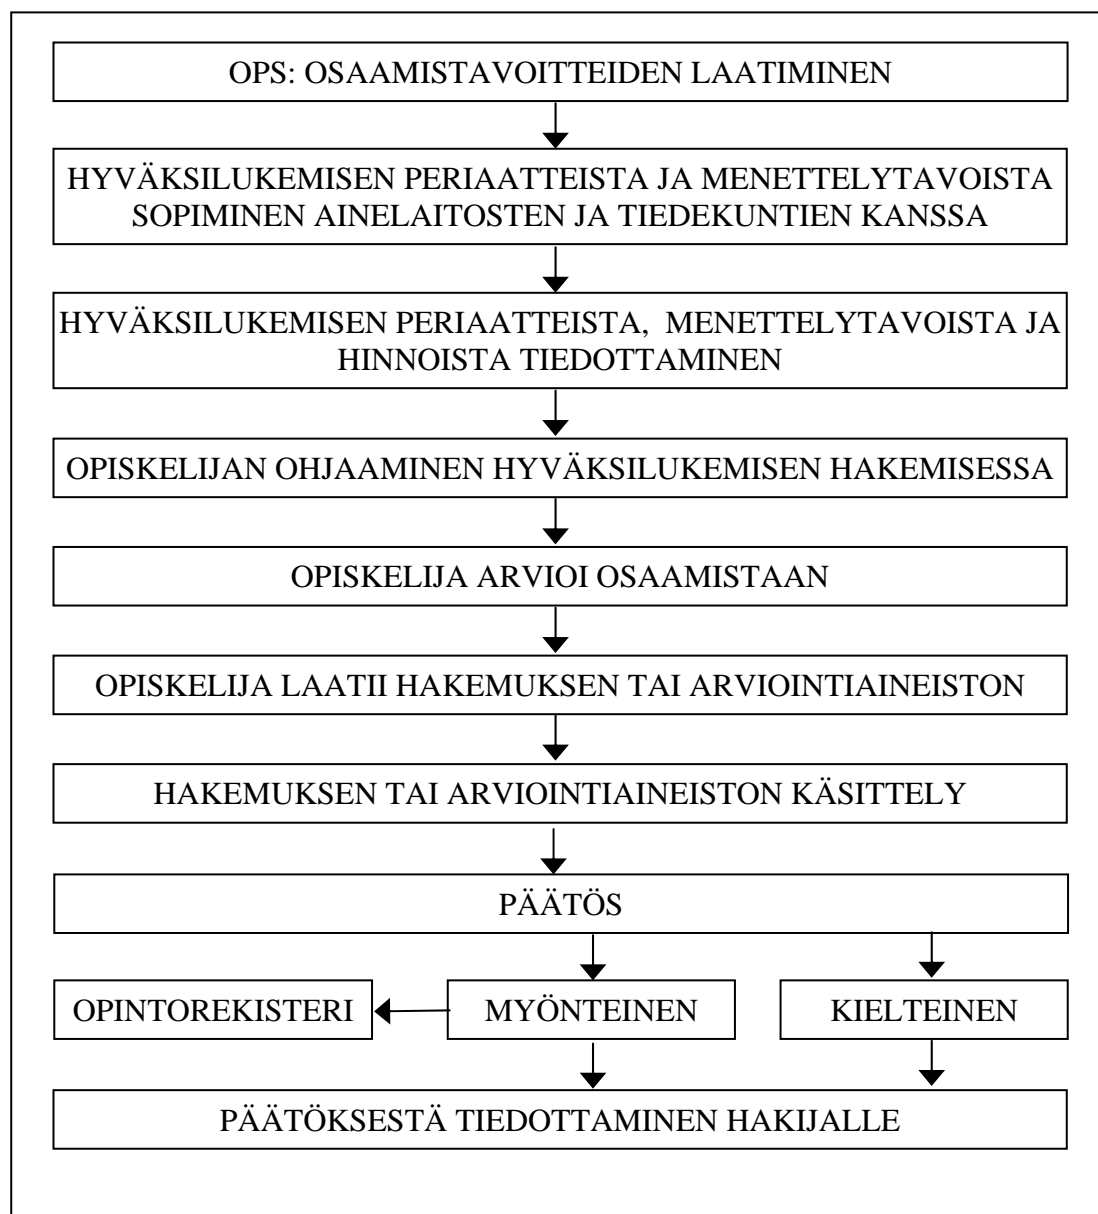 OPS: OSAAMISTAVOITTEIDEN LAATIMINEN
HYVÄKSILUKEMISEN PERIAATTEISTA JA MENETTELYTAVOISTA
SOPIMINEN AINELAITOSTEN JA TIEDEKUNTIEN KANSSA
HYVÄKSILUKEMISEN PERIAATTEISTA, MENETTELYTAVOISTA JA
HINNOISTA TIEDOTTAMINEN
OPISKELIJAN OHJAAMINEN HYVÄKSILUKEMISEN HAKEMISESSA
OPISKELIJA ARVIOI OSAAMISTAAN
OPISKELIJA LAATII HAKEMUKSEN TAI ARVIOINTIAINEISTON
HAKEMUKSEN TAI ARVIOINTIAINEISTON KÄSITTELY
PÄÄTÖS
OPINTOREKISTERI
MYÖNTEINEN
KIELTEINEN
PÄÄTÖKSESTÄ TIEDOTTAMINEN HAKIJALLE